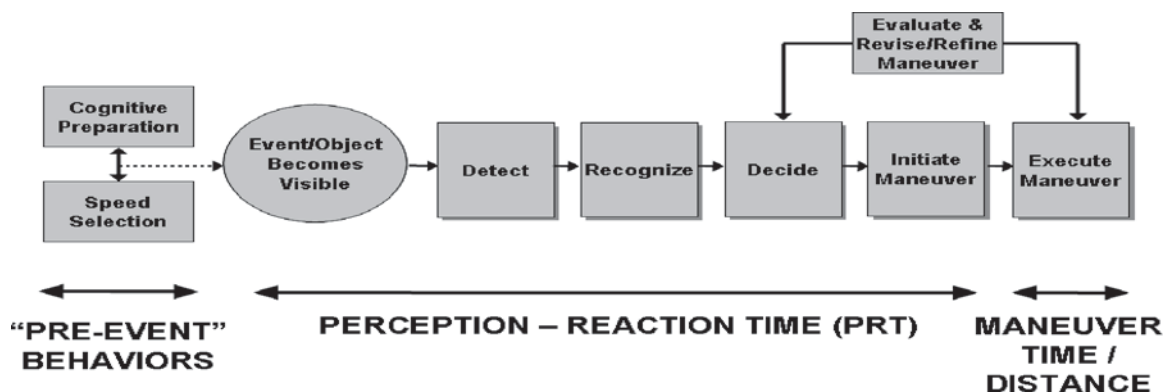 Evaluate &
Revise/Refine
Maneuver
Cognitive
Preparation
Speed
Selection
Event/Object
Becomes
Visible
Detect
Recognize
Decide
Initiate
Maneuver
Execute
Maneuver
“PRE-EVENT”
BEHAVIORS
PERCEPTION – REACTION TIME (PRT)
MANEUVER
TIME /
DISTANCE